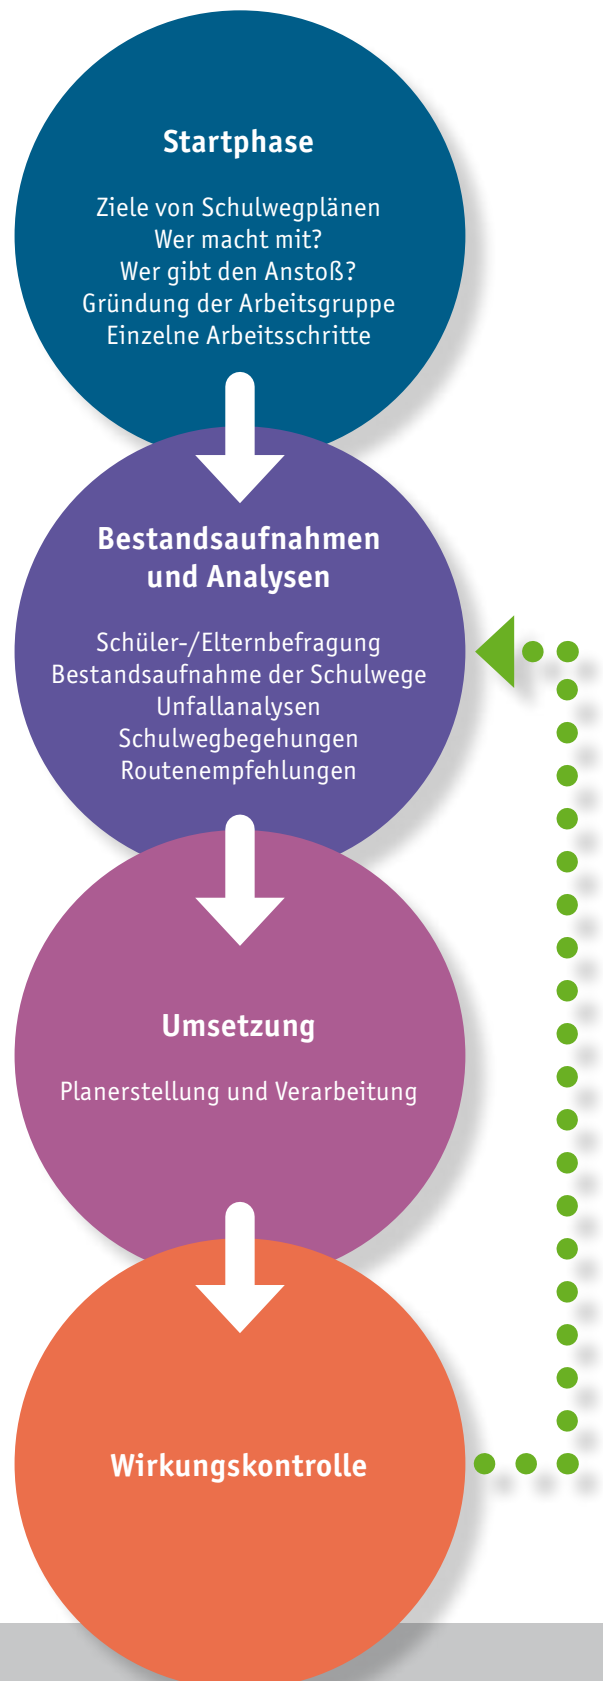 Startphase
Ziele von Schulwegplänen
Wer macht mit?
Wer gibt den Anstoß?
Gründung der Arbeitsgruppe
Einzelne Arbeitsschritte
Bestandsaufnahmen
und Analysen
Schüler-/Elternbefragung
Bestandsaufnahme der Schulwege
Unfallanalysen
Schulwegbegehungen
Routenempfehlungen
Umsetzung
Planerstellung und Verarbeitung
Wirkungskontrolle